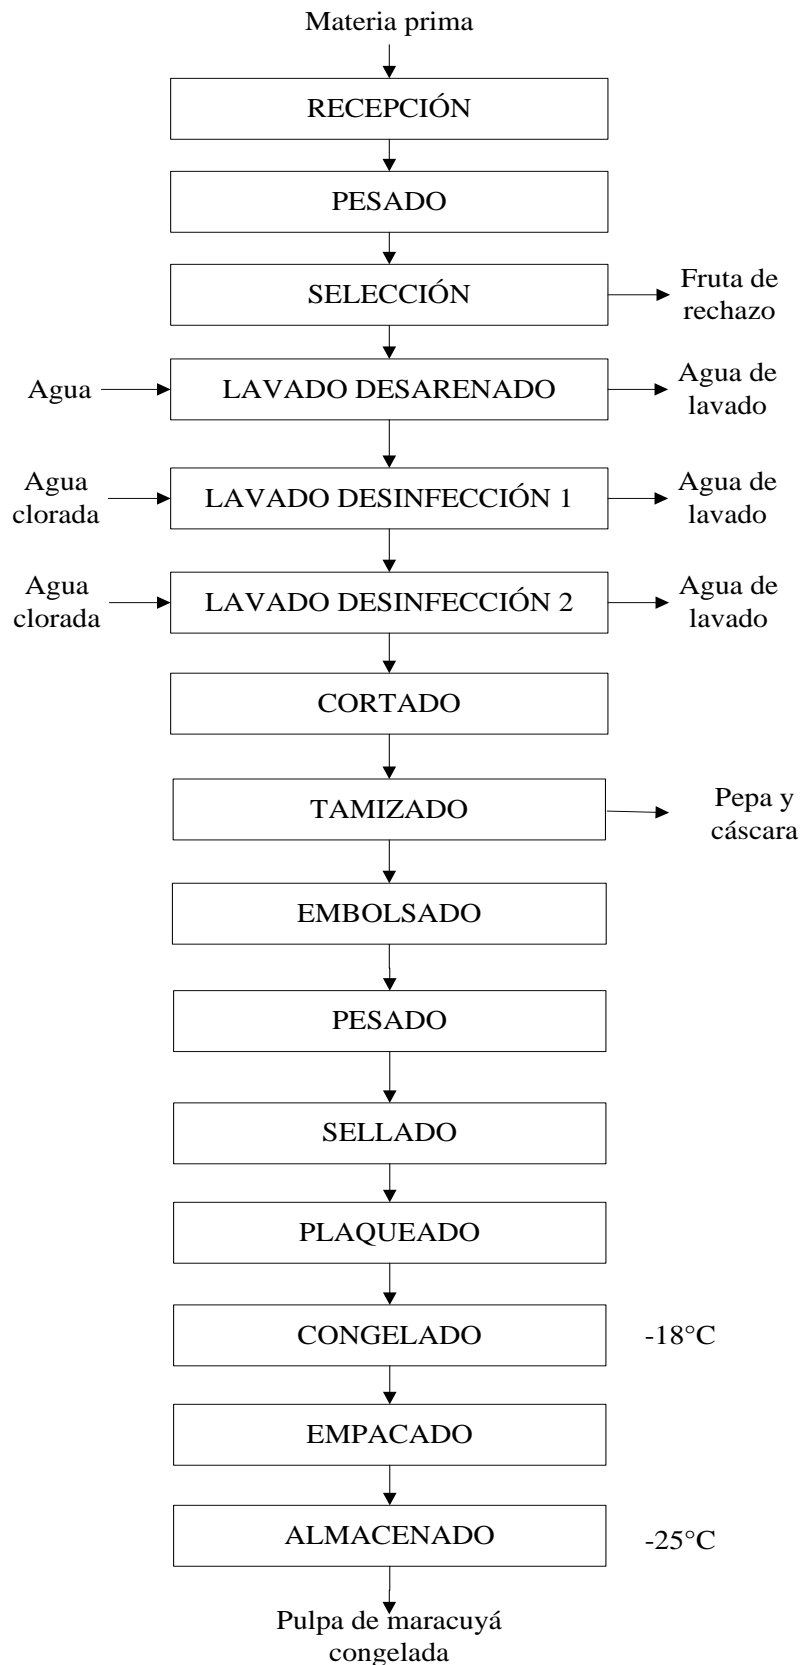 Materia prima
RECEPCIÓN
PESADO
SELECCIÓN
Fruta de
rechazo
Agua
LAVADO DESARENADO
Agua de
lavado
Agua
clorada
LAVADO DESINFECCIÓN 1
Agua de
lavado
Agua
clorada
LAVADO DESINFECCIÓN 2
Agua de
lavado
CORTADO
TAMIZADO
Pepa y
cáscara
EMBOLSADO
PESADO
SELLADO
PLAQUEADO
CONGELADO
-18°C
EMPACADO
ALMACENADO
-25°C
Pulpa de maracuyá
congelada